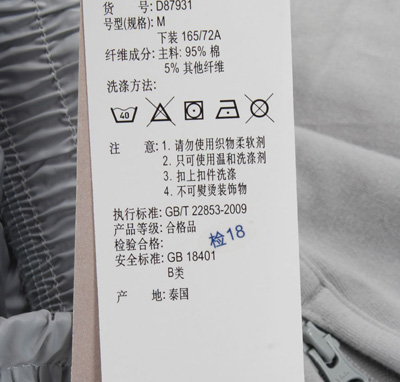 货 号: D87931
号型(规格): M
下装 165/72A
纤维成分: 主料: 95% 棉
5% 其他纤维
洗涤方法:
40
注 意: 1. 请勿使用织物柔软剂
2. 只可使用温和洗涤剂
3. 扣上扣件洗涤
4. 不可熨烫装饰物
执行标准: GB/T 22853-2009
产品等级: 合格品
检验合格: 检18
安全标准: GB 18401
B类
产 地: 泰国